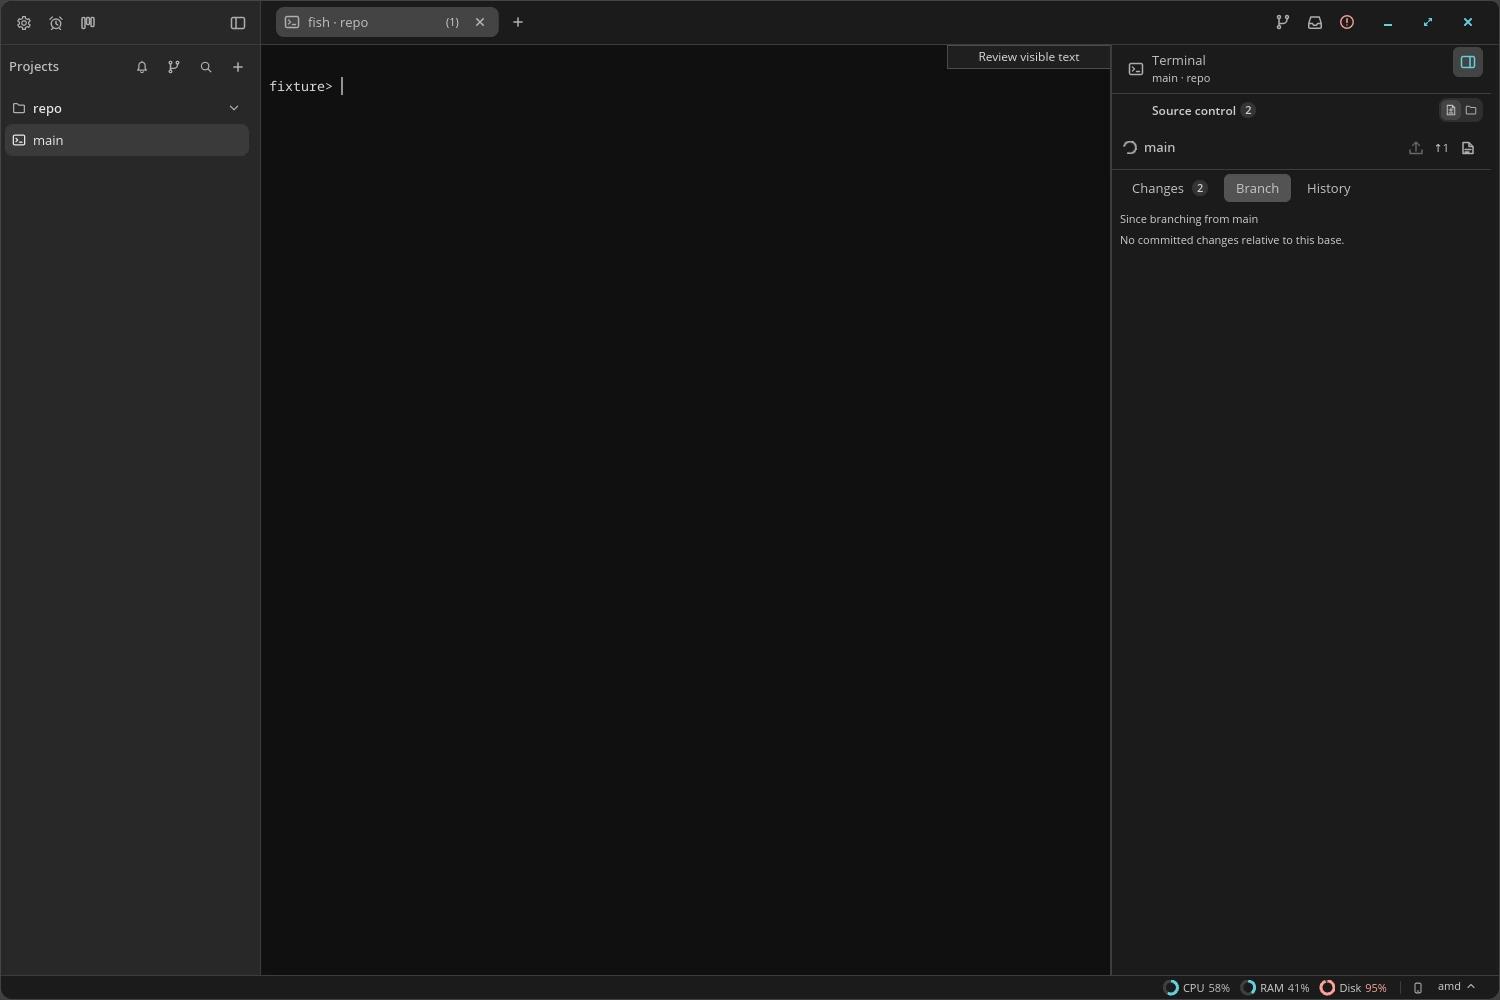 fish · repo (1)
Projects
repo
main
Review visible text
fixture>
Terminal
main · repo
Source control 2
main ↑1
Changes 2 Branch History
Since branching from main
No committed changes relative to this base.
CPU 58% RAM 41% Disk 95% amd